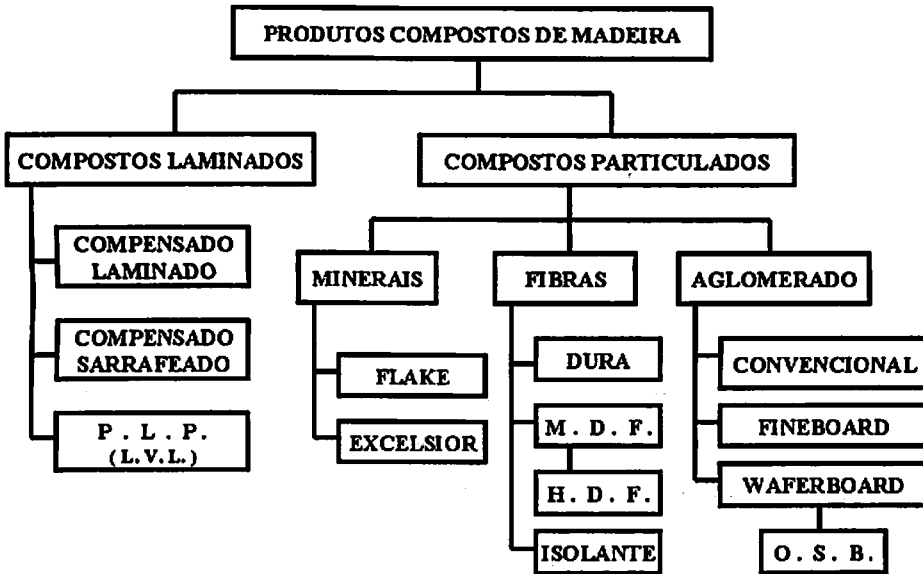 PRODUTOS COMPOSTOS DE MADEIRA
COMPOSTOS LAMINADOS
COMPENSADO
LAMINADO
COMPENSADO
SARRAFEADO
P . L . P.
( L. V. L. )
COMPOSTOS PARTICULADOS
MINERAIS
FLAKE
EXCELSIOR
FIBRAS
DURA
M . D . F.
H . D . F.
ISOLANTE
AGLOMERADO
CONVENCIONAL
FINEBOARD
WAFERBOARD
O . S . B.